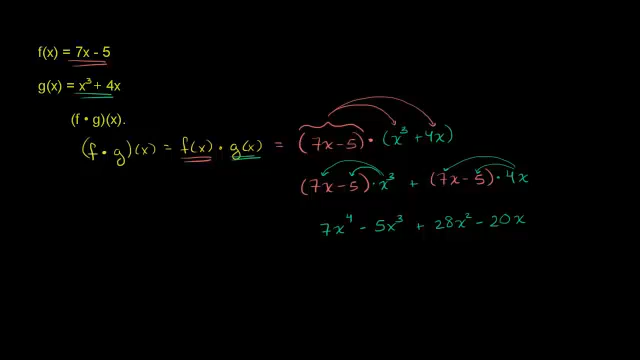 f(x) = 7x - 5
g(x) = x³ + 4x
(f • g)(x).
(f • g)(x) = f(x) • g(x) = (7x - 5) • (x³ + 4x)
(7x - 5) • x³ + (7x - 5) • 4x
7x⁴ - 5x³ + 28x² - 20x